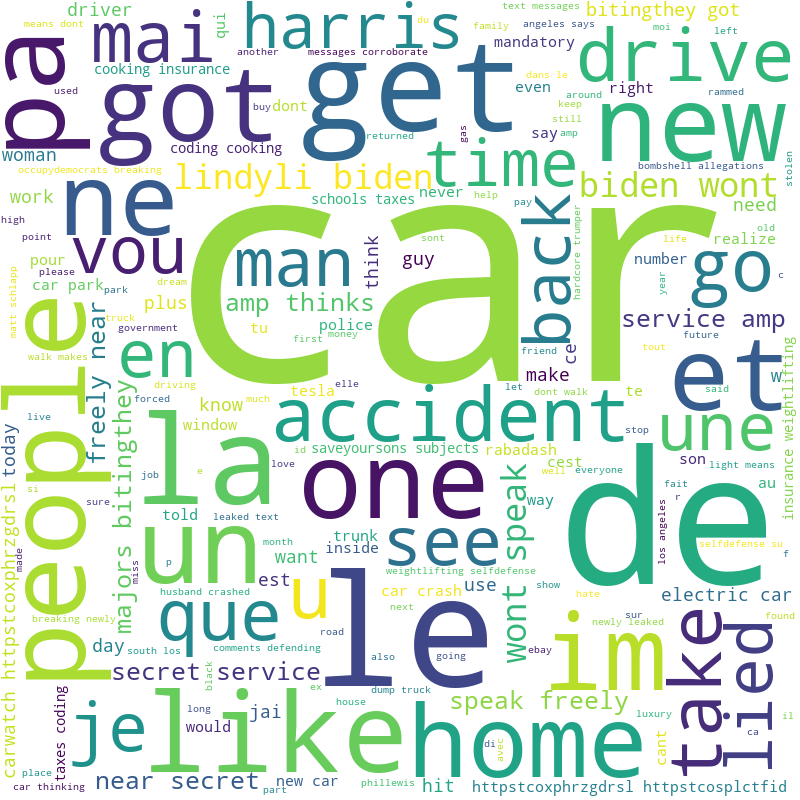 driver
qui
harris
text messages
angeles says
bitingthey got
means dont
du
family
moi
left
pa
mai
another
messages corroborate
mandatory
drive
cooking insurance
got
get
dans le
around
used
buy
dont
even
right
keep
new
rammed
woman
coding cooking
returned
gas
say
still
amp
occupydemocrats breaking
ne
lindyli biden
time
bombshell allegations
stolen
work
schools taxes
never
help
biden wont
high
vou
car
pay
old
need
point
man
think
guy
back
sont
hardcore trumper
life
realize
pour
please
dream
number
go
year
c
car park
park
plus
amp thinks
matt schlapp
truck
tu
police
service amp
government
first
money
friend
future
walk makes
en
elle
make
ce
tout
et
w
people
freely near
driving
tesla
let
dont walk
te
said
insurance weightlifting
forced
much
know
accident
une
live
window
id
saveyoursons subjects
rabadash
stop
today
majors bitingthey
la
job
e
love
one
cest
well
everyone
son
light means
au
si
told
leaked text
way
de
fait
r
los angeles
sure
un
month
trunk
see
wont speak
selfdefense su
carwatch httpstcoxphrzgdrsl
made
miss
p
want
inside
weightlifting selfdefense
show
f
breaking newly
husband crashed
est
u
car crash
use
hate
electric car
que
le
next
newly leaked
found
comments defending
road
sur
im
take
lied
day
south los
also
going
ebay
secret service
black
ex
house
dump truck
speak freely
luxury
je
like
home
cant
ca
il
taxes coding
long
would
jai
di
avec
place
near secret
new car
phillewis
hit
httpstcoxphrzgdrsl httpstcosplctfid
car thinking
part